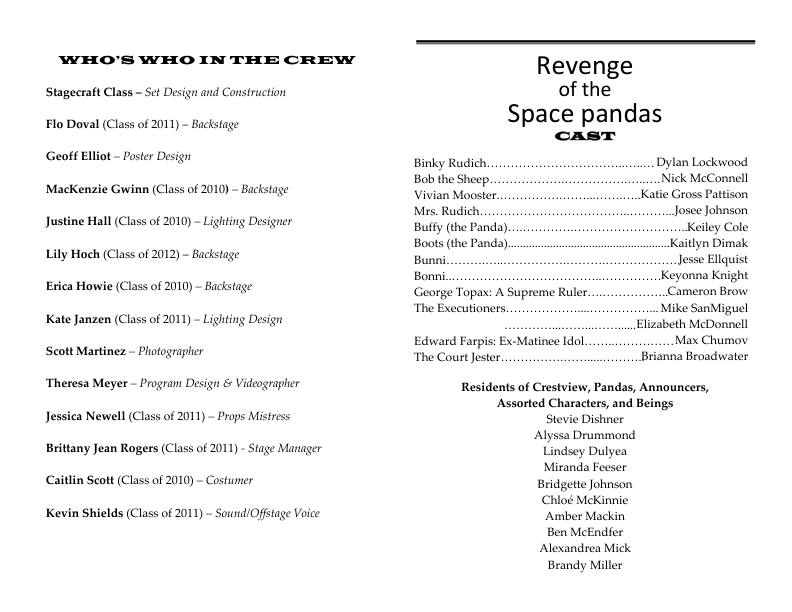 WHO'S WHO IN THE CREW
Stagecraft Class – Set Design and Construction
Flo Doval (Class of 2011) – Backstage
Geoff Elliot – Poster Design
MacKenzie Gwinn (Class of 2010) – Backstage
Justine Hall (Class of 2010) – Lighting Designer
Lily Hoch (Class of 2012) – Backstage
Erica Howie (Class of 2010) – Backstage
Kate Janzen (Class of 2011) – Lighting Design
Scott Martinez – Photographer
Theresa Meyer – Program Design & Videographer
Jessica Newell (Class of 2011) – Props Mistress
Brittany Jean Rogers (Class of 2011) - Stage Manager
Caitlin Scott (Class of 2010) – Costumer
Kevin Shields (Class of 2011) – Sound/Offstage Voice
Revenge
of the
Space pandas
CAST
Binky Rudich…………………………..…..… Dylan Lockwood
Bob the Sheep……………..……………..…..…. Nick McConnell
Vivian Mooster..……………...……..…..Katie Gross Pattison
Mrs. Rudich…………………………..………...Josee Johnson
Buffy (the Panda)….…………………………………..Keiley Cole
Boots (the Panda)..........................................................Kaitlyn Dimak
Bunni……….…..………………...…………………Jesse Ellquist
Bonni..…………………………..……………Keyonna Knight
George Topax: A Supreme Ruler….…………..Cameron Brow
The Executioners……………....…………... Mike SanMiguel
…………...……...……......Elizabeth McDonnell
Edward Farpis: Ex-Matinee Idol……..…………Max Chumov
The Court Jester……………..…….....……….Brianna Broadwater
Residents of Crestview, Pandas, Announcers,
Assorted Characters, and Beings
Stevie Dishner
Alyssa Drummond
Lindsey Dulyea
Miranda Feeser
Bridgette Johnson
Chloé McKinnie
Amber Mackin
Ben McEndfer
Alexandrea Mick
Brandy Miller